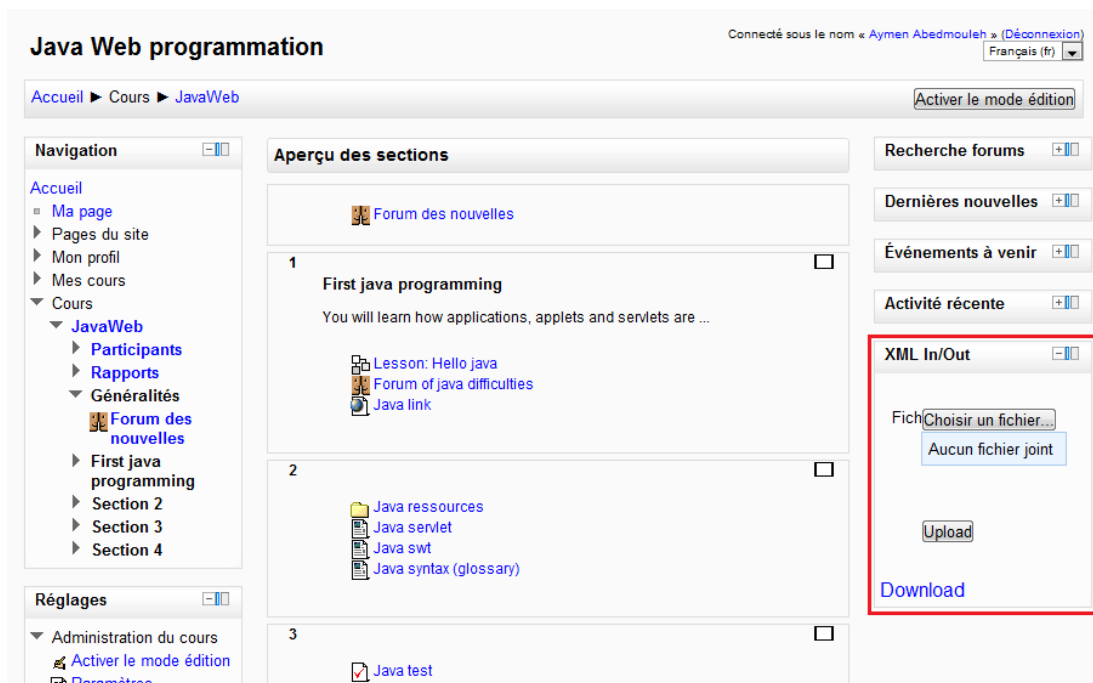 Java Web programmation
Connecté sous le nom « Aymen Abedmouleh » (Déconnexion)
Français (fr)
Accueil ► Cours ► JavaWeb
Activer le mode édition
Navigation
Accueil
Ma page
Pages du site
Mon profil
Mes cours
Cours
JavaWeb
Participants
Rapports
Généralités
Forum des
nouvelles
First java
programming
Section 2
Section 3
Section 4
Réglages
Administration du cours
Activer le mode édition
Paramètres
Aperçu des sections
Forum des nouvelles
1
First java programming
You will learn how applications, applets and servlets are ...
Lesson: Hello java
Forum of java difficulties
Java link
2
Java ressources
Java servlet
Java swt
Java syntax (glossary)
3
Java test
Recherche forums
Dernières nouvelles
Événements à venir
Activité récente
XML In/Out
Fich Choisir un fichier...
Aucun fichier joint
Upload
Download